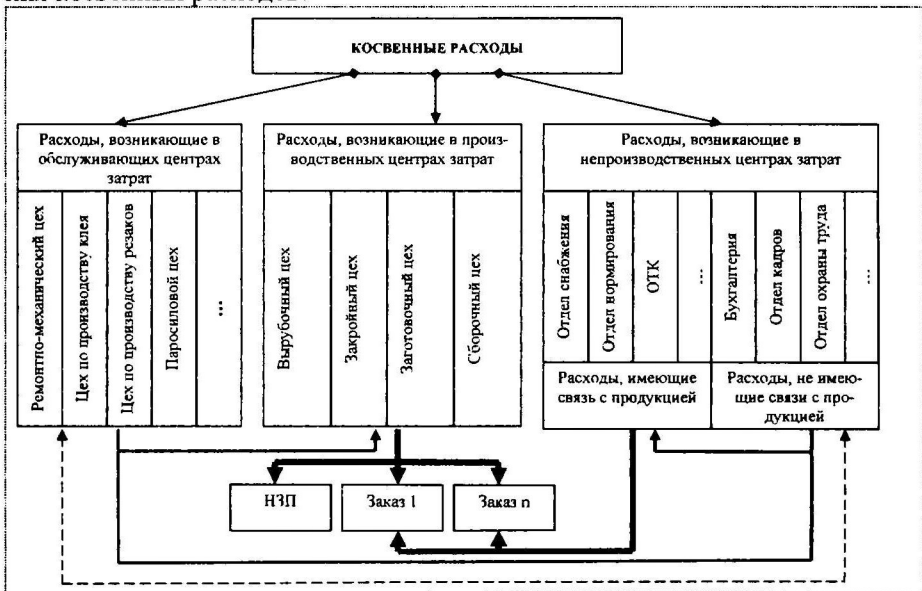 КОСВЕННЫЕ РАСХОДЫ
Расходы, возникающие в
обслуживающих центрах
затрат
Ремонтно-механический цех
Цех по производству клея
Цех по производству резаков
Паросиловой цех
...
Расходы, возникающие в произ-
водственных центрах затрат
Вырубочный цех
Закройный цех
Заготовочный цех
Сборочный цех
Расходы, возникающие в
непроизводственных центрах затрат
Отдел снабжения
Отдел нормирования
ОТК
...
Бухгалтерия
Отдел кадров
Отдел охраны труда
...
Расходы, имеющие
связь с продукцией
Расходы, не имею-
щие связи с про-
дукцией
НЗП
Заказ 1
Заказ n